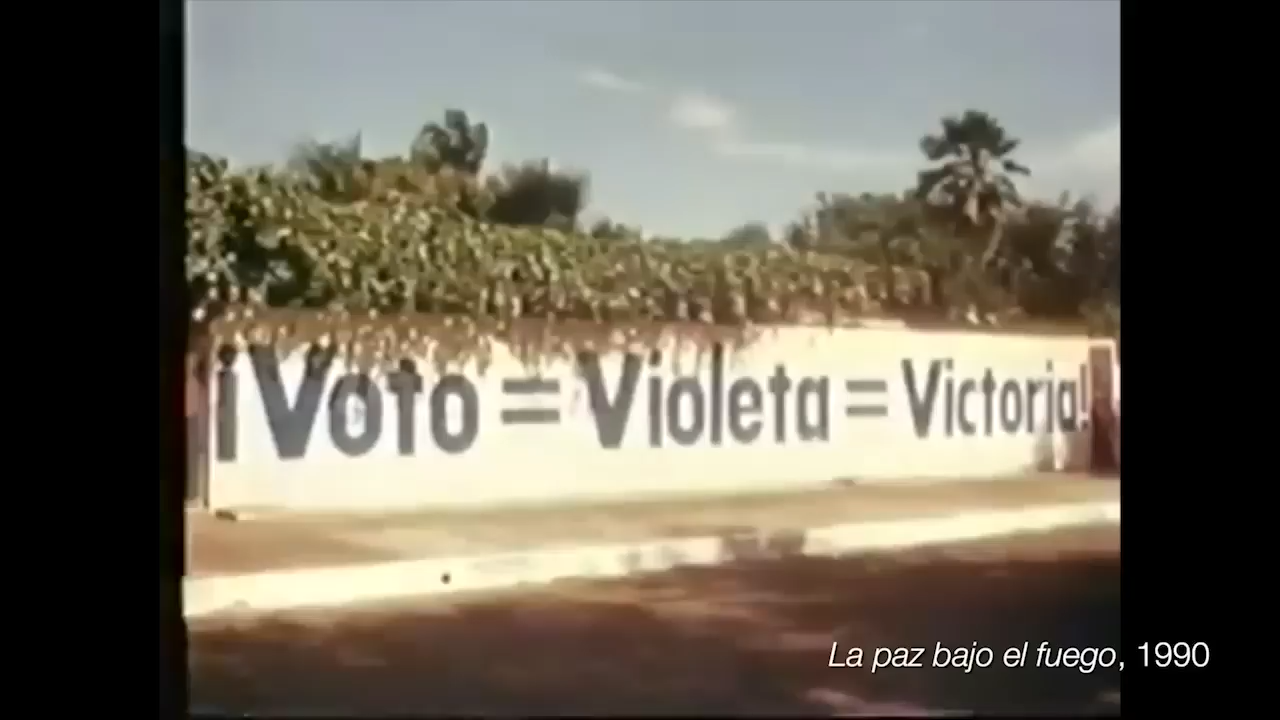 ¡Voto = Violeta = Victoria!
La paz bajo el fuego, 1990